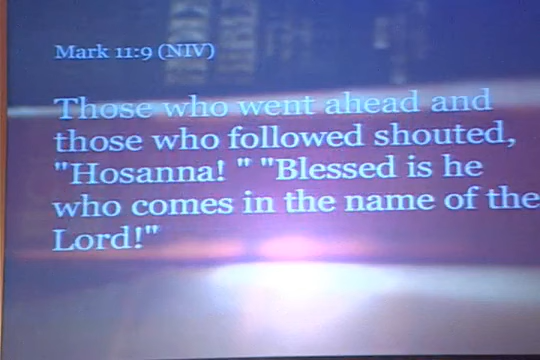 Mark 11:9 (NIV)
Those who went ahead and
those who followed shouted,
"Hosanna! " "Blessed is he
who comes in the name of the
Lord!"